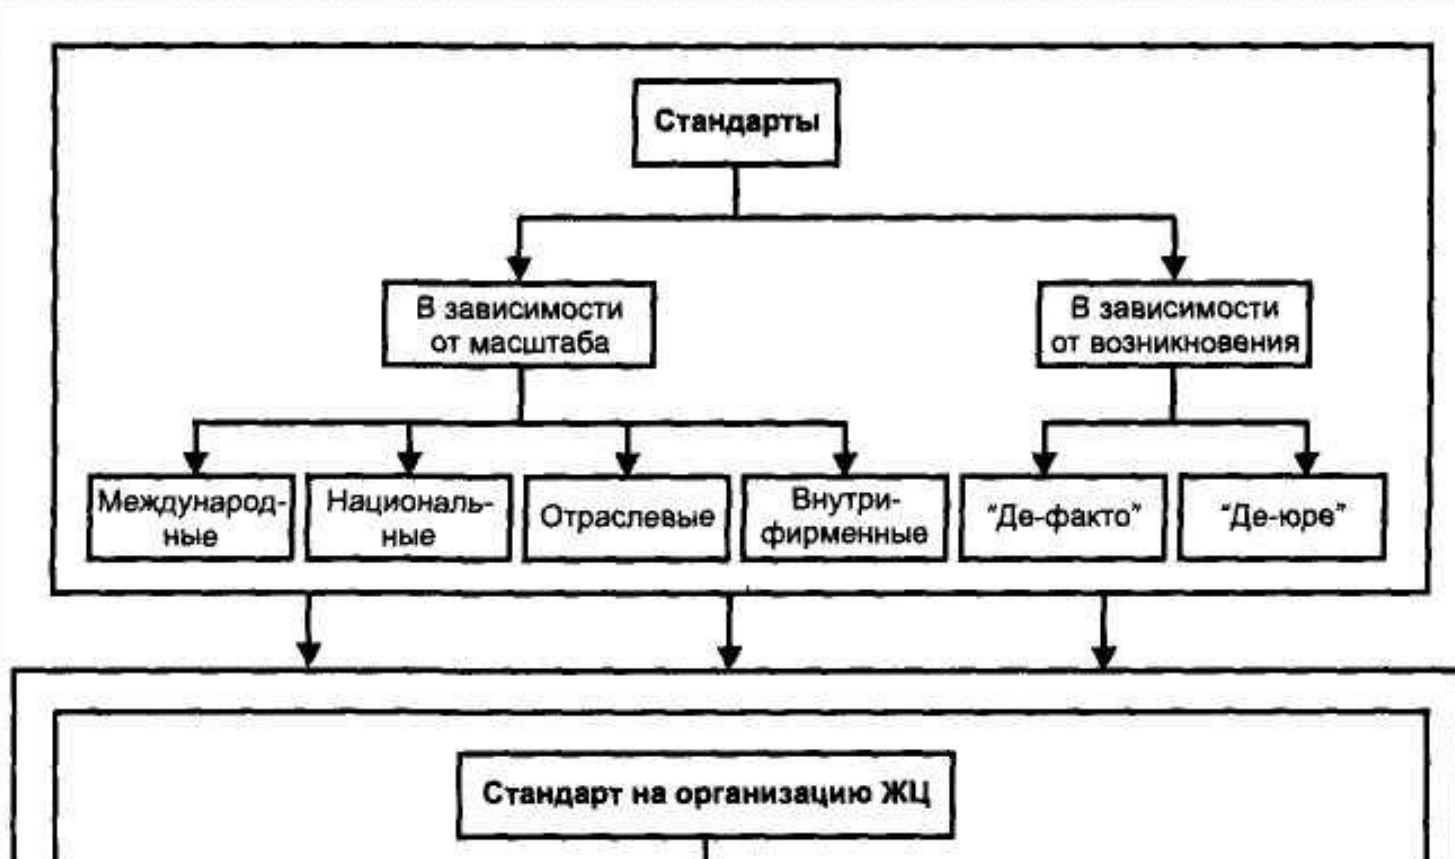 Стандарты
В зависимости
от масштаба
В зависимости
от возникновения
Международ-
ные
Националь-
ные
Отраслевые
Внутри-
фирменные
"Де-факто"
"Де-юре"
Стандарт на организацию ЖЦ